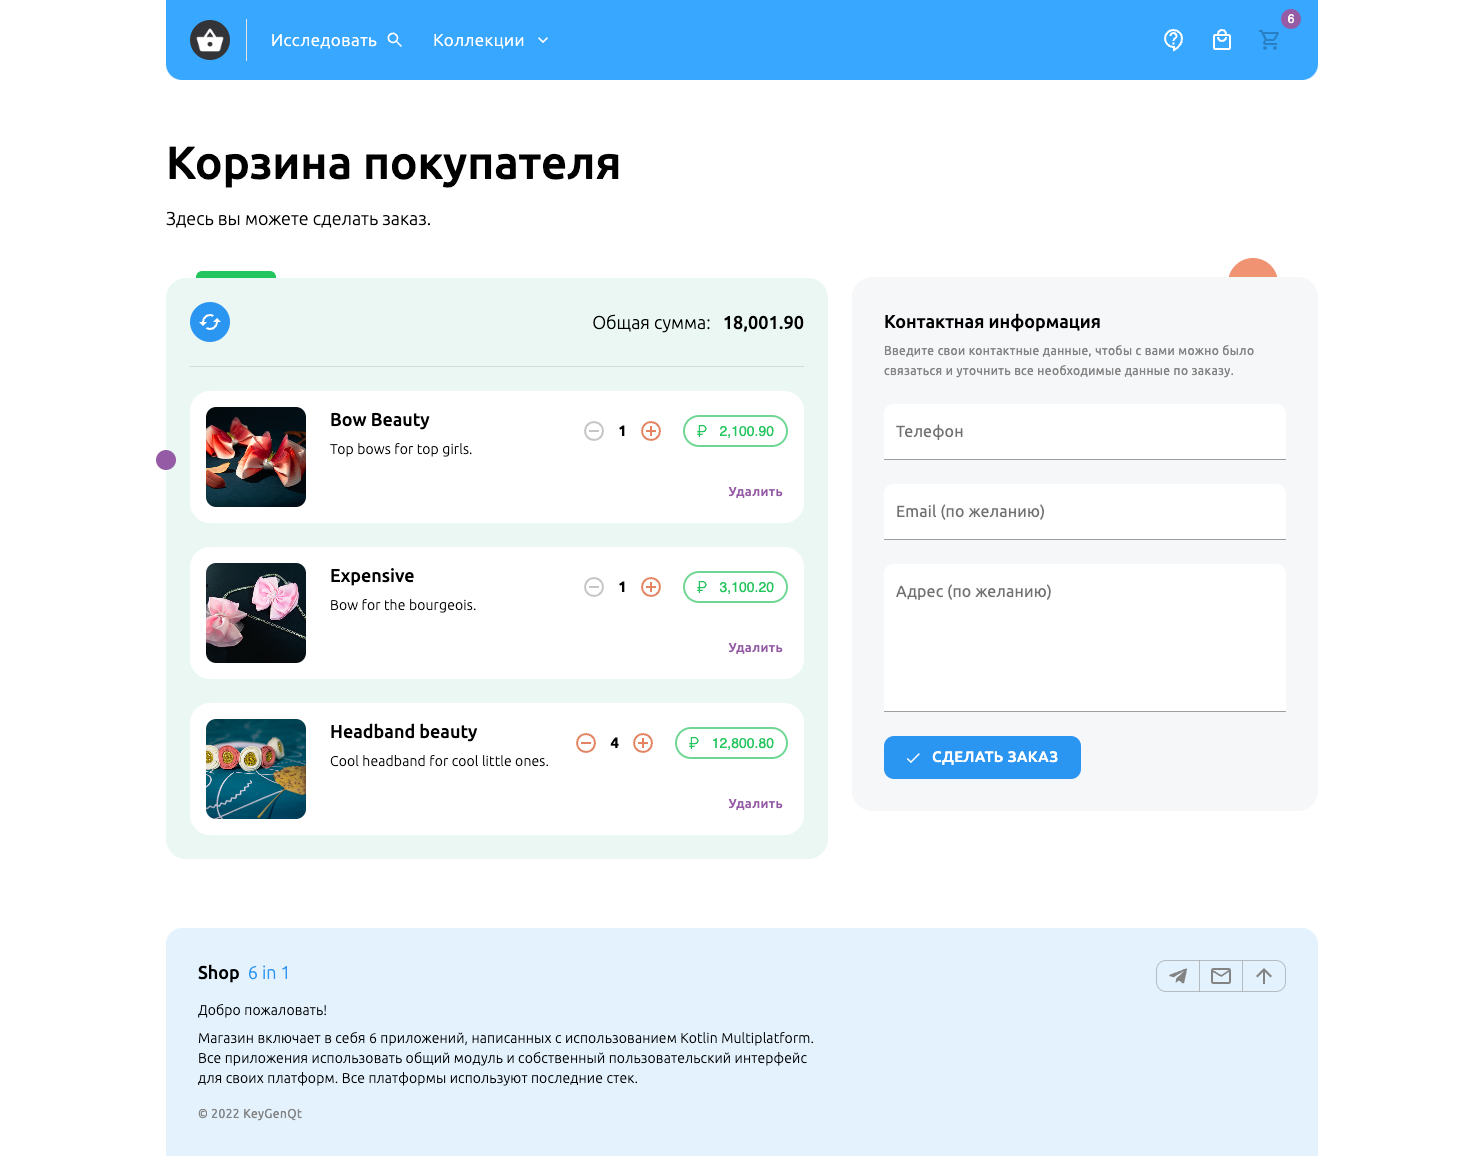 Исследовать
Коллекции
6
Корзина покупателя
Здесь вы можете сделать заказ.
Общая сумма: 18,001.90
Bow Beauty
Top bows for top girls.
1
₽ 2,100.90
Удалить
Expensive
Bow for the bourgeois.
1
₽ 3,100.20
Удалить
Headband beauty
Cool headband for cool little ones.
4
₽ 12,800.80
Удалить
Контактная информация
Введите свои контактные данные, чтобы с вами можно было
связаться и уточнить все необходимые данные по заказу.
Телефон
Email (по желанию)
Адрес (по желанию)
СДЕЛАТЬ ЗАКАЗ
Shop 6 in 1
Добро пожаловать!
Магазин включает в себя 6 приложений, написанных с использованием Kotlin Multiplatform.
Все приложения использовать общий модуль и собственный пользовательский интерфейс
для своих платформ. Все платформы используют последние стек.
© 2022 KeyGenQt